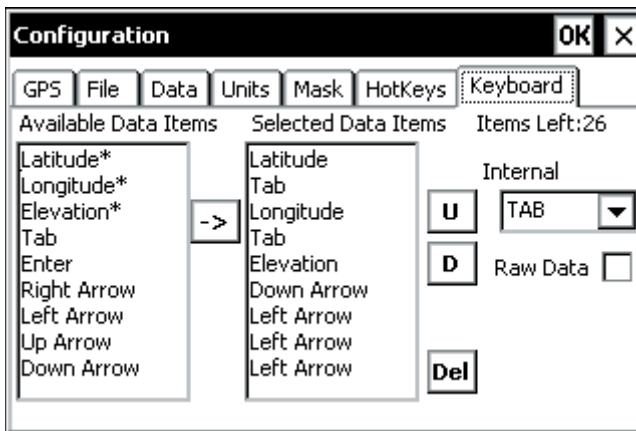 Configuration OK ×
GPS File Data Units Mask HotKeys Keyboard
Available Data Items Selected Data Items Items Left:26
Latitude*
Longitude*
Elevation*
Tab
Enter
Right Arrow
Left Arrow
Up Arrow
Down Arrow
->
Latitude
Tab
Longitude
Tab
Elevation
Down Arrow
Left Arrow
Left Arrow
Left Arrow
U
D
Del
Internal
TAB
Raw Data